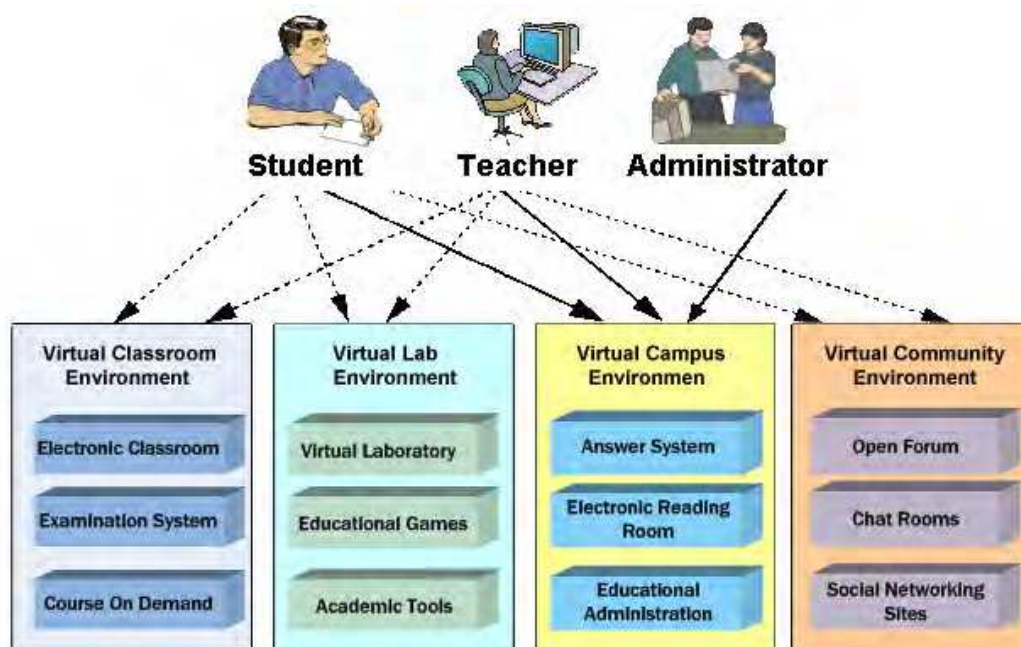 Student
Teacher
Administrator
Virtual Classroom
Environment
Electronic Classroom
Examination System
Course On Demand
Virtual Lab
Environment
Virtual Laboratory
Educational Games
Academic Tools
Virtual Campus
Environmen
Answer System
Electronic Reading
Room
Educational
Administration
Virtual Community
Environment
Open Forum
Chat Rooms
Social Networking
Sites